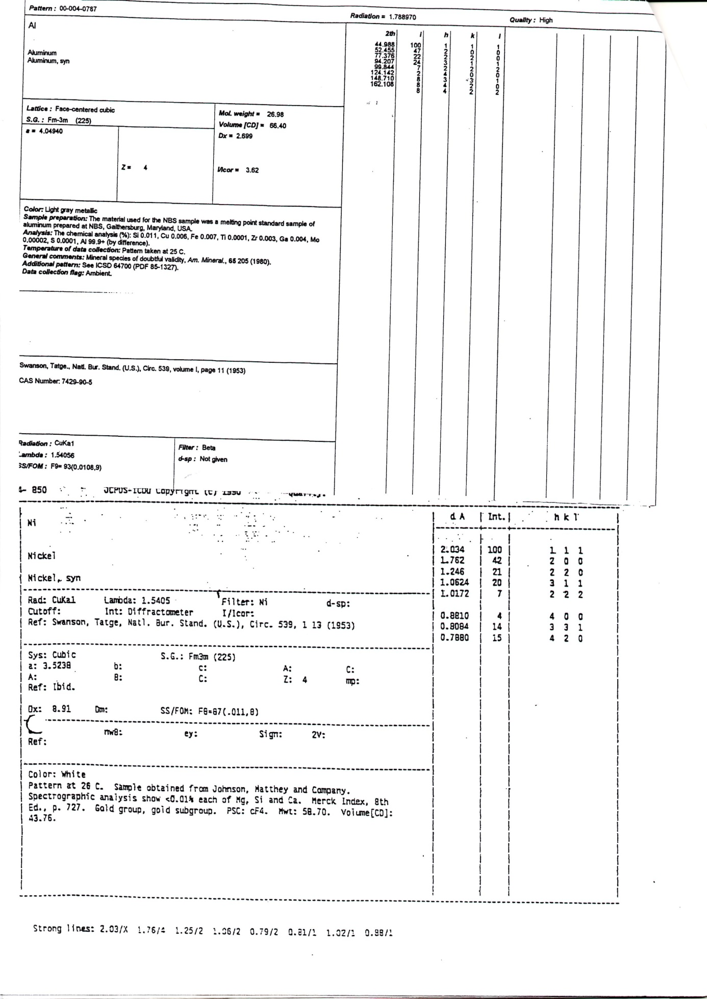 Pattern : 00-004-0787 Radiation = 1.788970 Quality : High
Al
Aluminum
Aluminum, syn
2th I h k l
44.988 100 1 1 1
52.455 47 2 0 0
77.376 22 2 2 0
94.207 24 3 1 1
99.844 7 2 2 2
124.142 2 4 0 0
148.710 8 3 3 1
162.108 8 4 2 0
8 4 2 2
Lattice : Face-centered cubic
S.G. : Fm-3m (225)
a = 4.04940
Z = 4
Mol. weight = 26.98
Volume [CD] = 66.40
Dx = 2.699
I/Icor = 3.62
Color: Light gray metallic
Sample preparation: The material used for the NBS sample was a melting point standard sample of
aluminum prepared at NBS, Gaithersburg, Maryland, USA.
Analysis: The chemical analysis (%): Si 0.011, Cu 0.006, Fe 0.007, Ti 0.0001, Zr 0.003, Ga 0.004, Mo
0.00002, S 0.0001, Al 99.9+ (by difference).
Temperature of data collection: Pattern taken at 25 C.
General comments: Mineral species of doubtful validity, Am. Mineral., 65 205 (1980).
Additional pattern: See ICSD 64700 (PDF 85-1327).
Data collection flag: Ambient.
Swanson, Tatge., Natl. Bur. Stand. (U.S.), Circ. 539, volume I, page 11 (1953)
CAS Number: 7429-90-5
Radiation : CuKa1
Lambda : 1.54056
SS/FOM : F9= 93(0.0108,9)
Filter : Beta
d-sp : Not given
4- 850 JCPDS-ICDD Copyright (c) 1990
d A Int. h k l
Ni
Nickel
Nickel, syn
2.034 100 1 1 1
1.762 42 2 0 0
1.246 21 2 2 0
1.0624 20 3 1 1
1.0172 7 2 2 2
0.8810 4 4 0 0
0.8084 14 3 3 1
0.7880 15 4 2 0
Rad: CuKa1 Lambda: 1.5405 Filter: Ni d-sp:
Cutoff: Int: Diffractometer I/Icor:
Ref: Swanson, Tatge, Natl. Bur. Stand. (U.S.), Circ. 539, 1 13 (1953)
Sys: Cubic S.G.: Fm3m (225)
a: 3.5238 b: c: A: C:
A: B: C: Z: 4 mp:
Ref: Ibid.
Dx: 8.91 Dm: SS/FOM: F8=87(.011,8)
nwB: ey: Sign: 2V:
Ref:
Color: White
Pattern at 26 C. Sample obtained from Johnson, Matthey and Company.
Spectrographic analysis show <0.01% each of Mg, Si and Ca. Merck Index, 8th
Ed., p. 727. Gold group, gold subgroup. PSC: cF4. Mwt: 58.70. Volume[CD]:
43.76.
Strong lines: 2.03/X 1.76/4 1.25/2 1.06/2 0.79/2 0.81/1 1.02/1 0.88/1